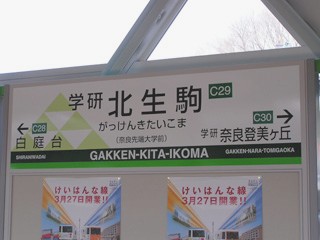 学研 北生駒 C29
がっけんきたいこま
(奈良先端大学前)
GAKKEN-KITA-IKOMA
C28
白庭台
SHIRANIWADAI
C30
学研 奈良登美ヶ丘
GAKKEN-NARA-TOMIGAOKA
けいはんな線
3月27日開業!!
けいはんな線
3月27日開業!!